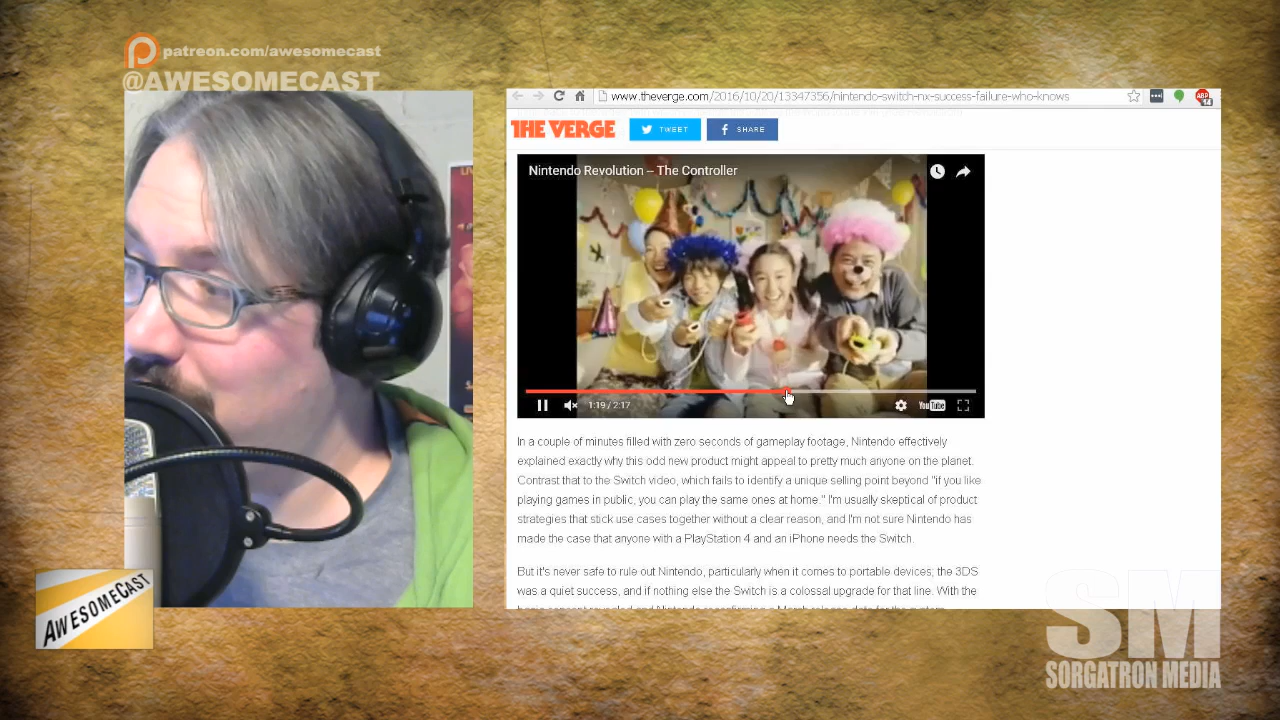 patreon.com/awesomecast
@AWESOMECAST
www.theverge.com/2016/10/20/13347356/nintendo-switch-nx-success-failure-who-knows
ABP
14
THE VERGE
TWEET
SHARE
Nintendo Revolution -- The Controller
1:19 / 2:17
YouTube
In a couple of minutes filled with zero seconds of gameplay footage, Nintendo effectively
explained exactly why this odd new product might appeal to pretty much anyone on the planet.
Contrast that to the Switch video, which fails to identify a unique selling point beyond "if you like
playing games in public, you can play the same ones at home." I'm usually skeptical of product
strategies that stick use cases together without a clear reason, and I'm not sure Nintendo has
made the case that anyone with a PlayStation 4 and an iPhone needs the Switch.
But it's never safe to rule out Nintendo, particularly when it comes to portable devices; the 3DS
was a quiet success, and if nothing else the Switch is a colossal upgrade for that line. With the
AWESOMECAST
SM
SORGATRON MEDIA